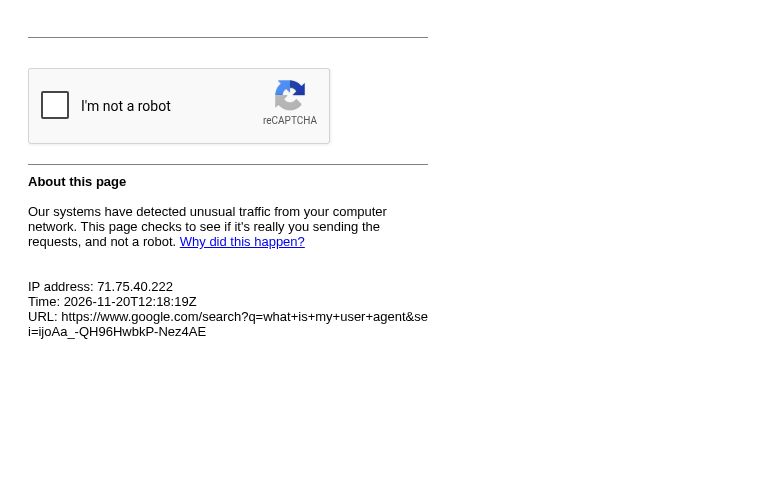 I'm not a robot
reCAPTCHA
About this page
Our systems have detected unusual traffic from your computer
network. This page checks to see if it's really you sending the
requests, and not a robot. Why did this happen?
IP address: 71.75.40.222
Time: 2026-11-20T12:18:19Z
URL: https://www.google.com/search?q=what+is+my+user+agent&se
i=ijoAa_-QH96HwbkP-Nez4AE